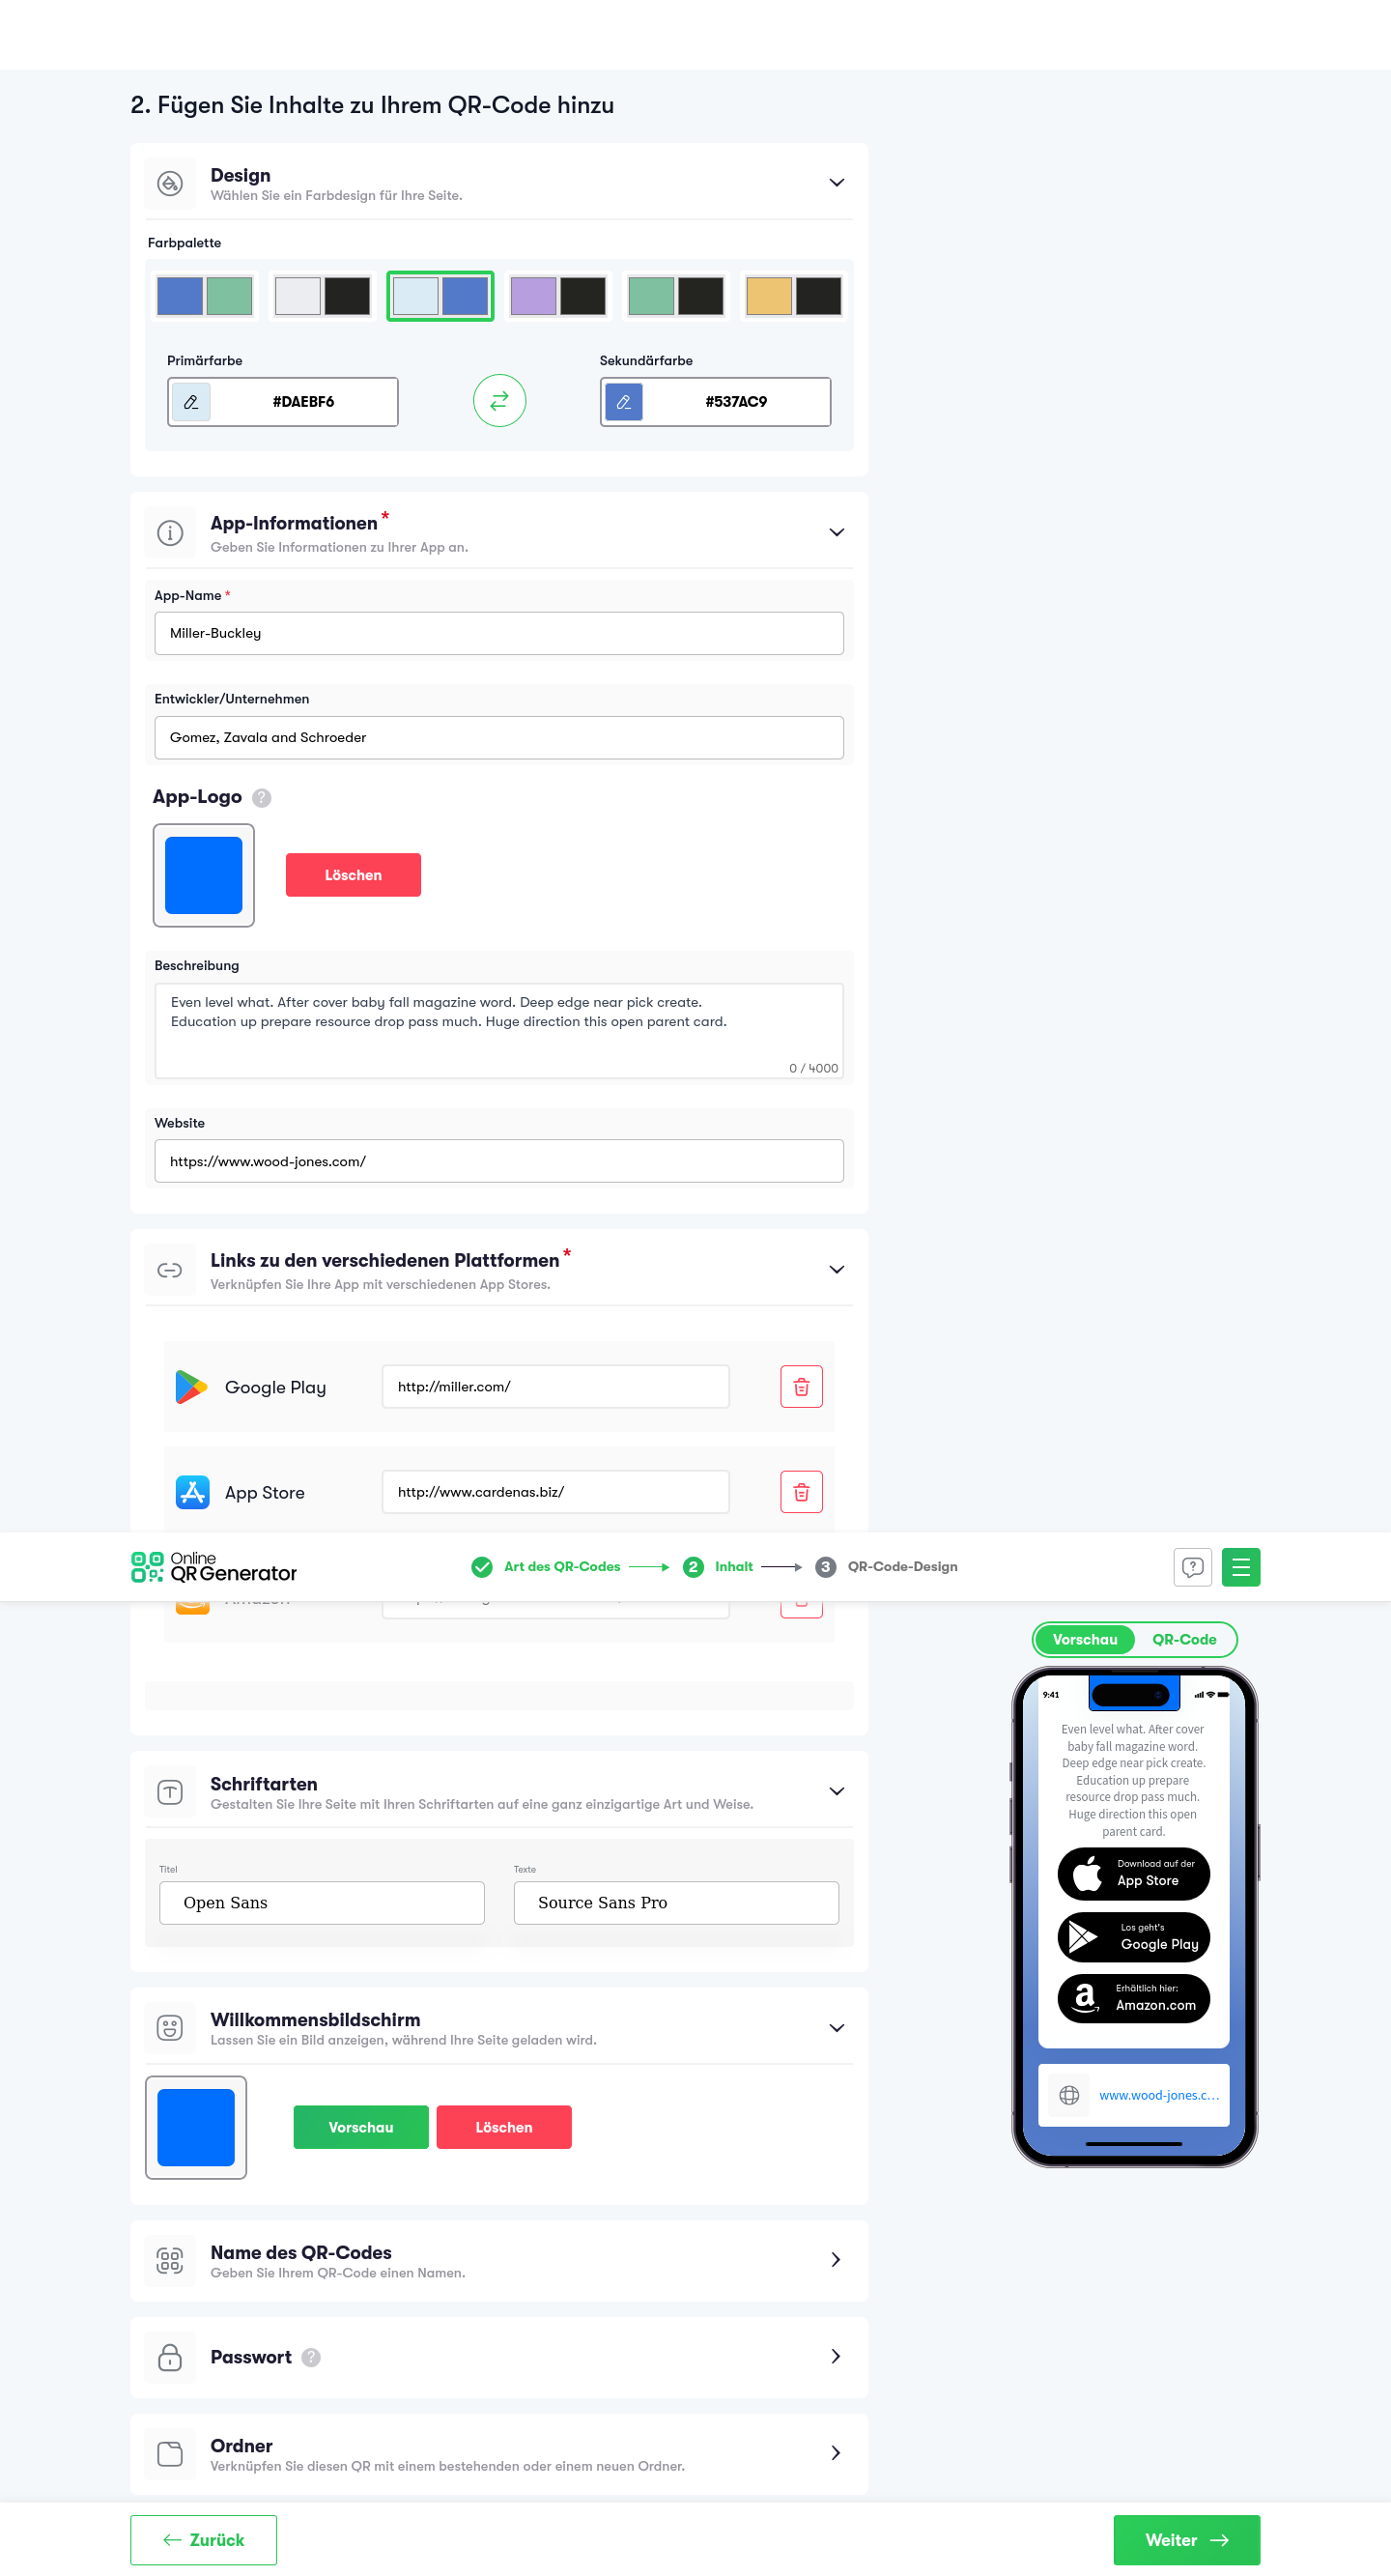 2. Fügen Sie Inhalte zu Ihrem QR-Code hinzu
Design
Wählen Sie ein Farbdesign für Ihre Seite.
Farbpalette
Primärfarbe
Sekundärfarbe
#DAEBF6
#537AC9
App-Informationen *
Geben Sie Informationen zu Ihrer App an.
App-Name *
Miller-Buckley
Entwickler/Unternehmen
Gomez, Zavala and Schroeder
App-Logo ?
Löschen
Beschreibung
Even level what. After cover baby fall magazine word. Deep edge near pick create.
Education up prepare resource drop pass much. Huge direction this open parent card.
0 / 4000
Website
https://www.wood-jones.com/
Links zu den verschiedenen Plattformen *
Verknüpfen Sie Ihre App mit verschiedenen App Stores.
Google Play
http://miller.com/
App Store
http://www.cardenas.biz/
Online
QR Generator
Art des QR-Codes
2 Inhalt
3 QR-Code-Design
Amazon
Vorschau
QR-Code
9:41
Even level what. After cover
baby fall magazine word.
Deep edge near pick create.
Education up prepare
resource drop pass much.
Huge direction this open
parent card.
Download auf der
App Store
Los geht's
Google Play
Erhältlich hier:
Amazon.com
www.wood-jones.c...
Schriftarten
Gestalten Sie Ihre Seite mit Ihren Schriftarten auf eine ganz einzigartige Art und Weise.
Titel
Texte
Open Sans
Source Sans Pro
Willkommensbildschirm
Lassen Sie ein Bild anzeigen, während Ihre Seite geladen wird.
Vorschau
Löschen
Name des QR-Codes
Geben Sie Ihrem QR-Code einen Namen.
Passwort ?
Ordner
Verknüpfen Sie diesen QR mit einem bestehenden oder einem neuen Ordner.
Zurück
Weiter